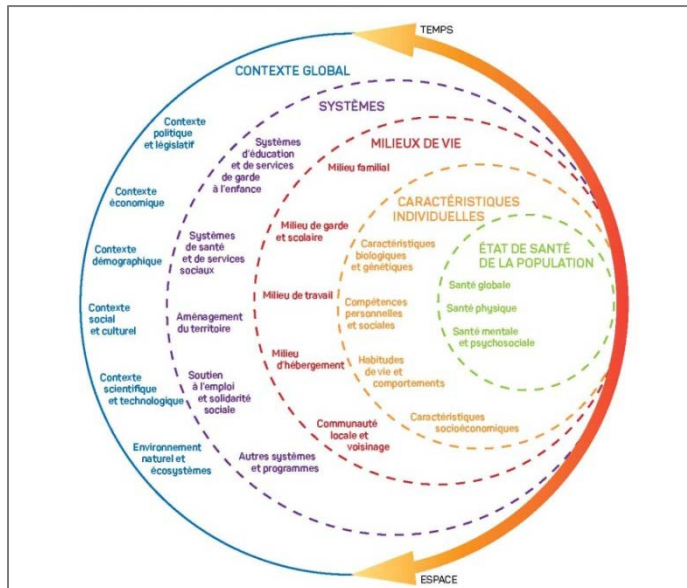 TEMPS
CONTEXTE GLOBAL
Contexte
politique
et législatif
Contexte
économique
Contexte
démographique
Contexte
social
et culturel
Contexte
scientifique
et technologique
Environnement
naturel et
écosystèmes
SYSTÈMES
Systèmes
d'éducation
et de services
de garde
à l'enfance
Systèmes
de santé
et de services
sociaux
Aménagement
du territoire
Soutien
à l'emploi
et solidarité
sociale
Autres systèmes
et programmes
MILIEUX DE VIE
Milieu familial
Milieu de garde
et scolaire
Milieu de travail
Milieu
d'hébergement
Communauté
locale et
voisinage
CARACTÉRISTIQUES
INDIVIDUELLES
Caractéristiques
biologiques
et génétiques
Compétences
personnelles
et sociales
Habitudes
de vie et
comportements
Caractéristiques
socioéconomiques
ÉTAT DE SANTÉ
DE LA POPULATION
Santé globale
Santé physique
Santé mentale
et psychosociale
ESPACE